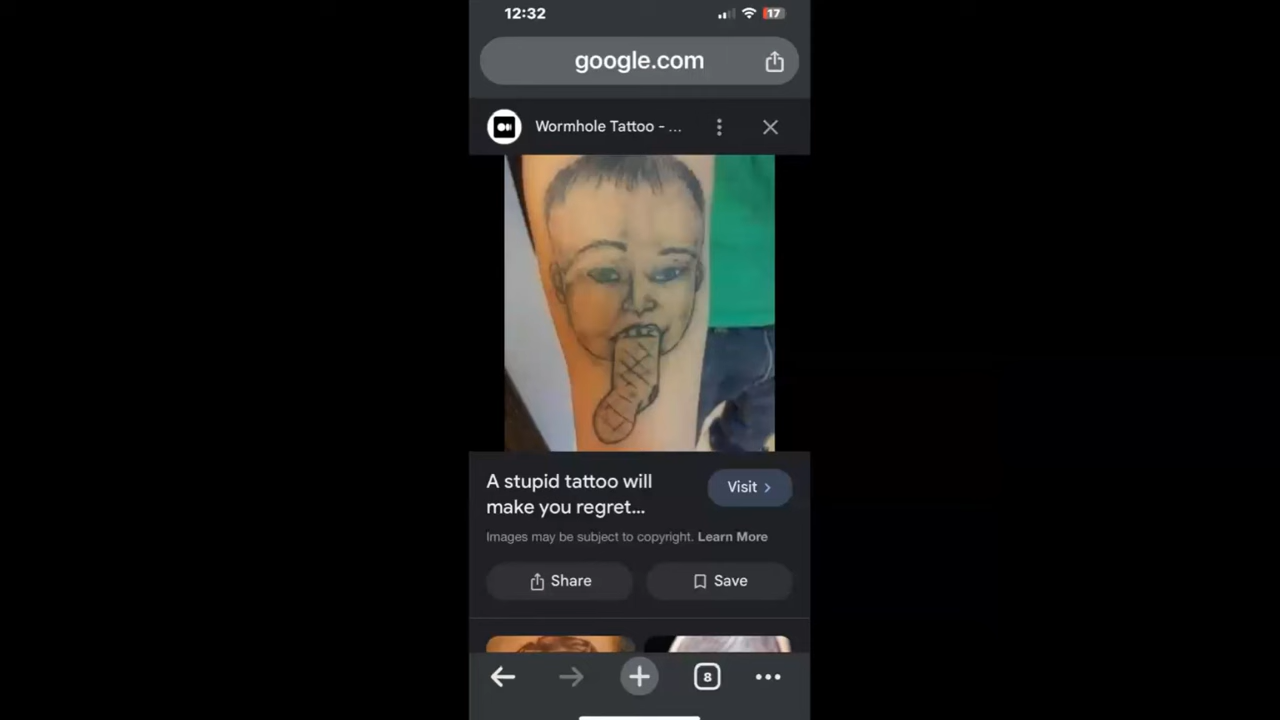 12:32
17
google.com
Wormhole Tattoo - ...
A stupid tattoo will
make you regret...
Visit
Images may be subject to copyright. Learn More
Share
Save
8